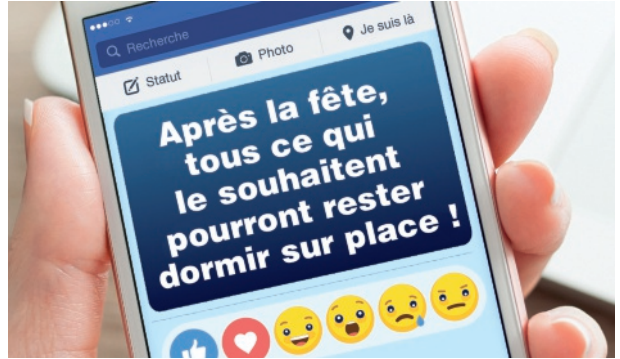 Recherche
Statut
Photo
Je suis là
Après la fête,
tous ce qui
le souhaitent
pourront rester
dormir sur place !